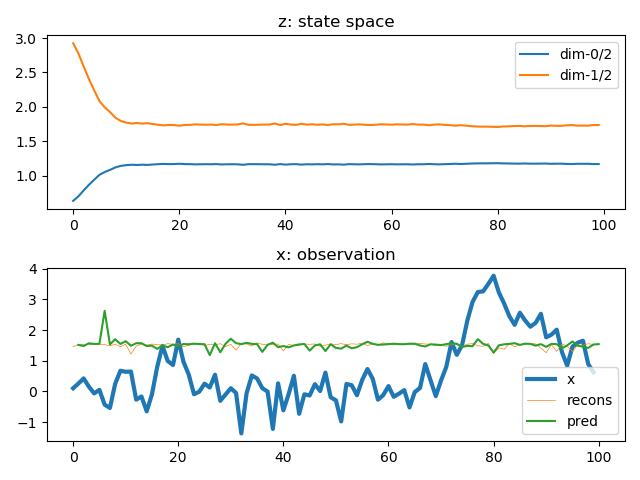 z: state space
3.0
2.5
2.0
1.5
1.0
dim-0/2
dim-1/2
0 20 40 60 80 100
x: observation
4
3
2
1
0
−1
x
recons
pred
0 20 40 60 80 100